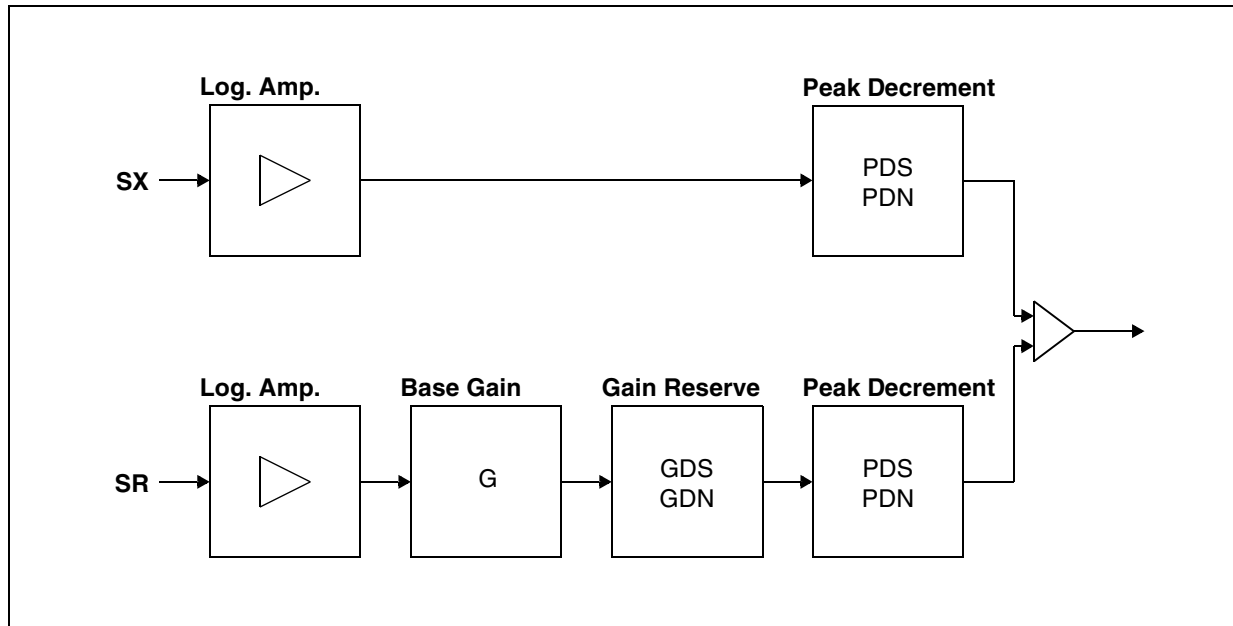 Log. Amp.
Peak Decrement
SX
PDS
PDN
Log. Amp.
Base Gain
Gain Reserve
Peak Decrement
SR
G
GDS
GDN
PDS
PDN